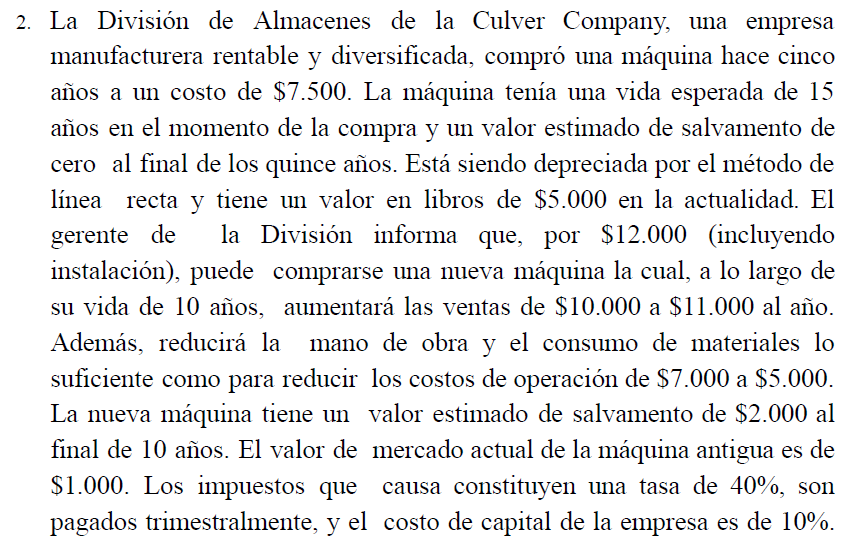 2. La División de Almacenes de la Culver Company, una empresa
manufacturera rentable y diversificada, compró una máquina hace cinco
años a un costo de $7.500. La máquina tenía una vida esperada de 15
años en el momento de la compra y un valor estimado de salvamento de
cero al final de los quince años. Está siendo depreciada por el método de
línea recta y tiene un valor en libros de $5.000 en la actualidad. El
gerente de la División informa que, por $12.000 (incluyendo
instalación), puede comprarse una nueva máquina la cual, a lo largo de
su vida de 10 años, aumentará las ventas de $10.000 a $11.000 al año.
Además, reducirá la mano de obra y el consumo de materiales lo
suficiente como para reducir los costos de operación de $7.000 a $5.000.
La nueva máquina tiene un valor estimado de salvamento de $2.000 al
final de 10 años. El valor de mercado actual de la máquina antigua es de
$1.000. Los impuestos que causa constituyen una tasa de 40%, son
pagados trimestralmente, y el costo de capital de la empresa es de 10%.